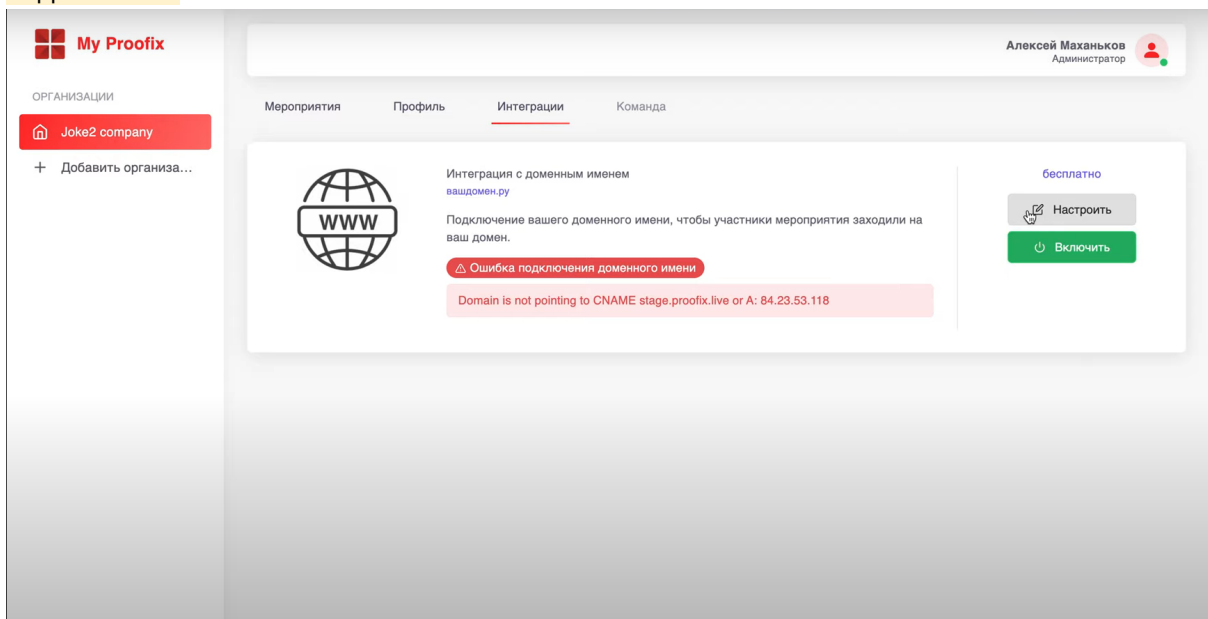 My Proofix
Алексей Маханьков
Администратор
ОРГАНИЗАЦИИ
Joke2 company
Добавить организа...
Мероприятия Профиль Интеграции Команда
WWW
Интеграция с доменным именем
вашдомен.ру
Подключение вашего доменного имени, чтобы участники мероприятия заходили на
ваш домен.
Ошибка подключения доменного имени
Domain is not pointing to CNAME stage.proofix.live or A: 84.23.53.118
бесплатно
Настроить
Включить